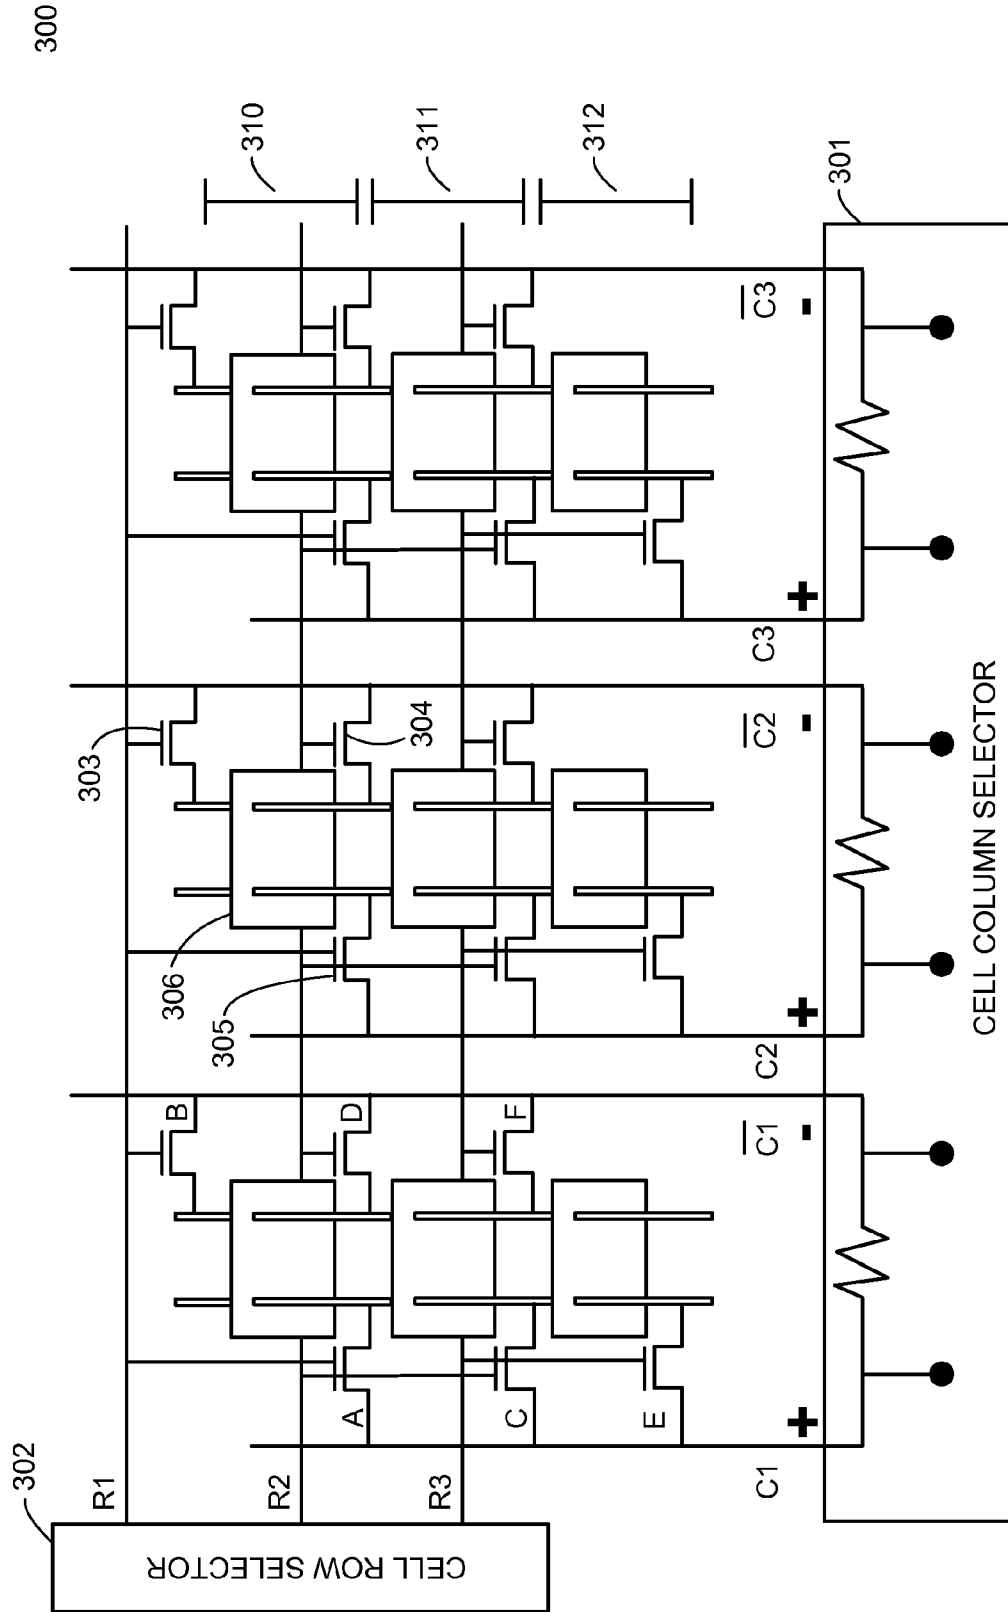 300
310
311
312
301
C3
-
+
C3
303
304
306
305
C2
-
+
C2
CELL COLUMN SELECTOR
B
D
F
A
C
E
C1
-
+
C1
302
R1
R2
R3
CELL ROW SELECTOR